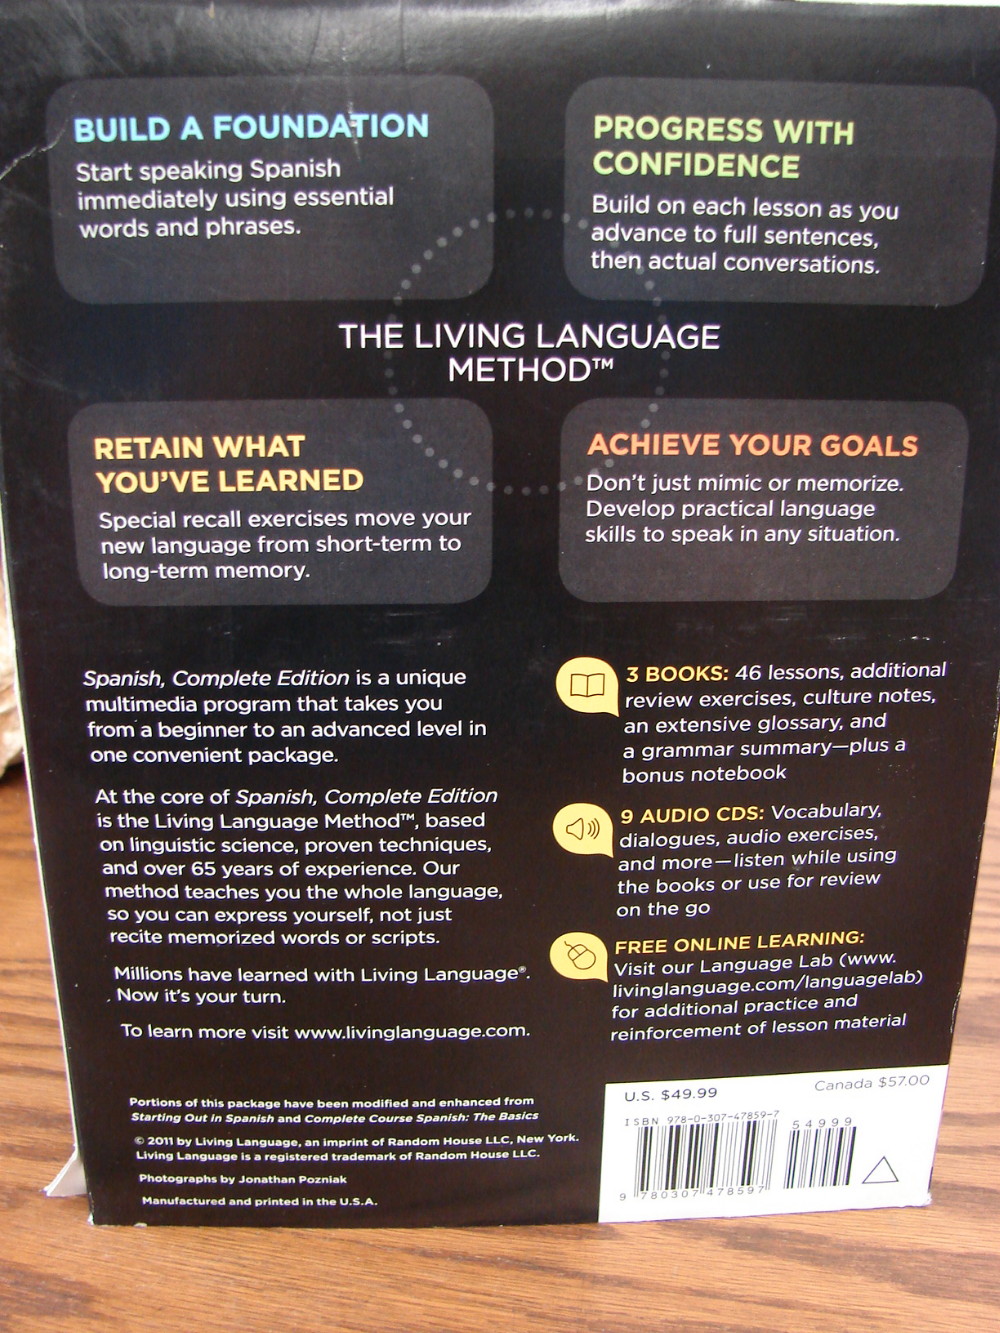 BUILD A FOUNDATION
Start speaking Spanish
immediately using essential
words and phrases.
PROGRESS WITH
CONFIDENCE
Build on each lesson as you
advance to full sentences,
then actual conversations.
THE LIVING LANGUAGE
METHOD™
RETAIN WHAT
YOU'VE LEARNED
Special recall exercises move your
new language from short-term to
long-term memory.
ACHIEVE YOUR GOALS
Don't just mimic or memorize.
Develop practical language
skills to speak in any situation.
Spanish, Complete Edition is a unique
multimedia program that takes you
from a beginner to an advanced level in
one convenient package.
At the core of Spanish, Complete Edition
is the Living Language Method™, based
on linguistic science, proven techniques,
and over 65 years of experience. Our
method teaches you the whole language,
so you can express yourself, not just
recite memorized words or scripts.
Millions have learned with Living Language®.
Now it's your turn.
To learn more visit www.livinglanguage.com.
3 BOOKS: 46 lessons, additional
review exercises, culture notes,
an extensive glossary, and
a grammar summary—plus a
bonus notebook
9 AUDIO CDS: Vocabulary,
dialogues, audio exercises,
and more—listen while using
the books or use for review
on the go
FREE ONLINE LEARNING:
Visit our Language Lab (www.
livinglanguage.com/languagelab)
for additional practice and
reinforcement of lesson material
Portions of this package have been modified and enhanced from
Starting Out in Spanish and Complete Course Spanish: The Basics
© 2011 by Living Language, an imprint of Random House LLC, New York.
Living Language is a registered trademark of Random House LLC.
Photographs by Jonathan Pozniak
Manufactured and printed in the U.S.A.
U.S. $49.99
Canada $57.00
ISBN 978-0-307-47859-7
54999
9 780307 478597